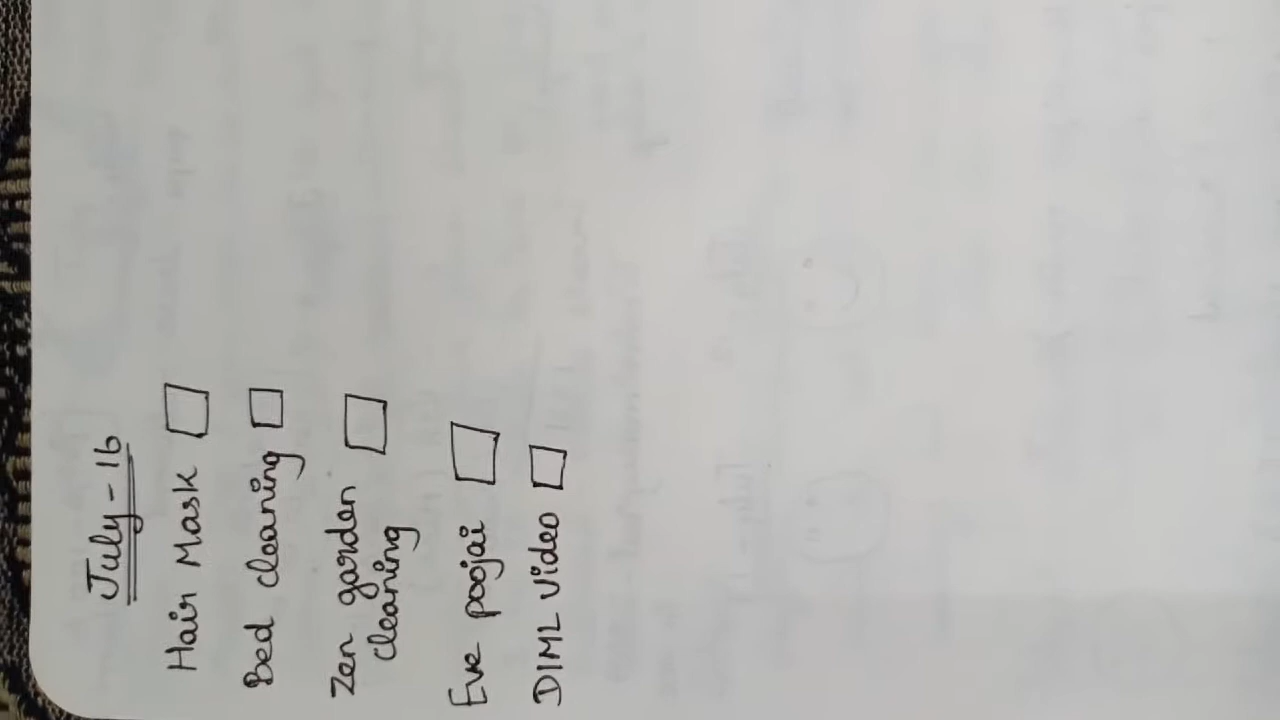 July - 16
Hair Mask
Bed cleaning
Zen garden
cleaning
Eve poojai
DIML Video